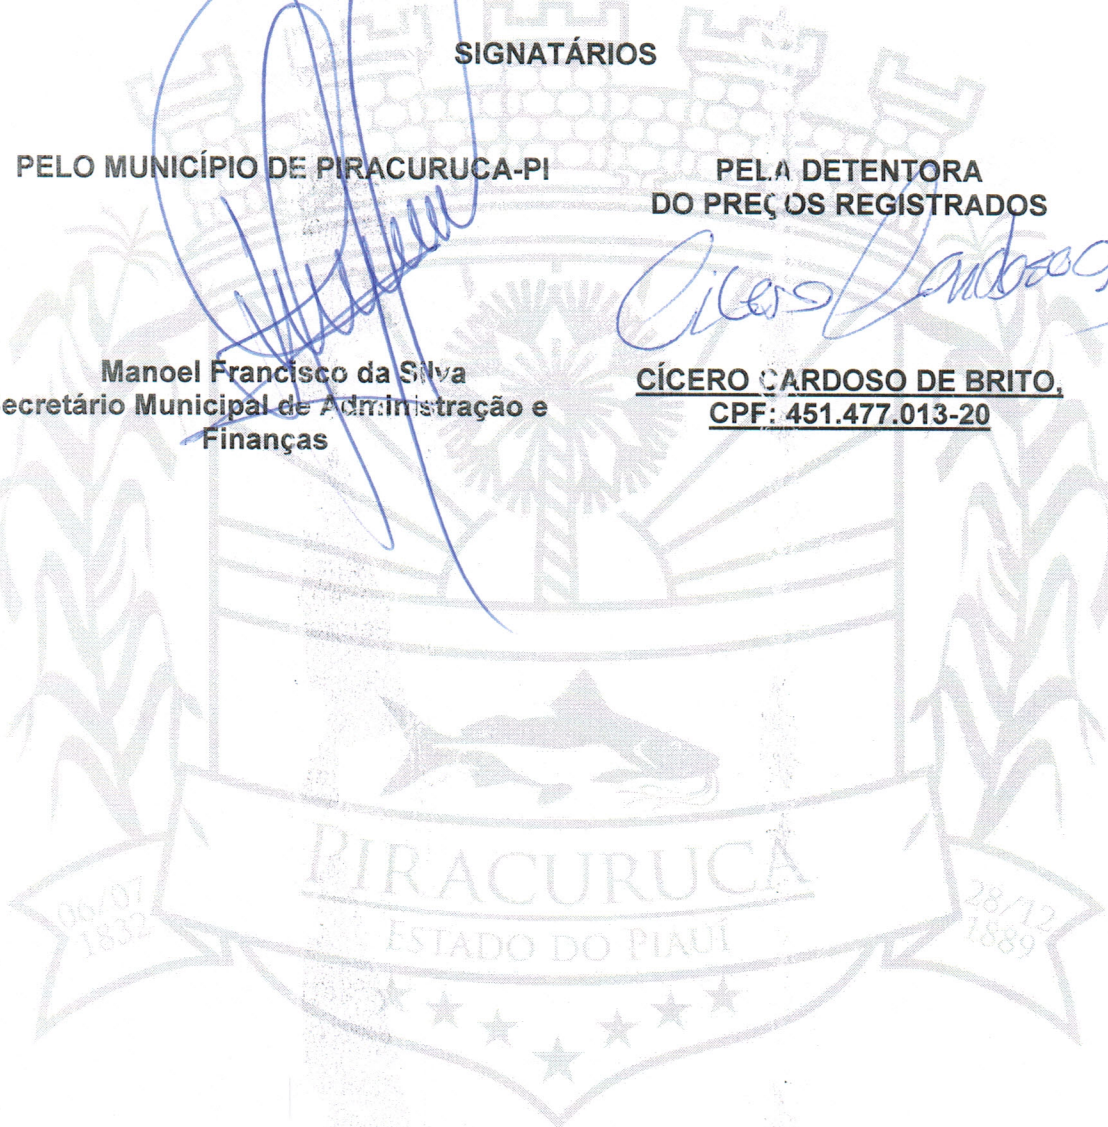 SIGNATÁRIOS
PELO MUNICÍPIO DE PIRACURUCA-PI
Manoel Francisco da Silva
ecretário Municipal de Administração e
Finanças
PELA DETENTORA
DO PREÇOS REGISTRADOS
Cícero Cardoso
CÍCERO CARDOSO DE BRITO,
CPF: 451.477.013-20
PIRACURUCA
ESTADO DO PIAUÍ
06/07
1832
28/12
1889